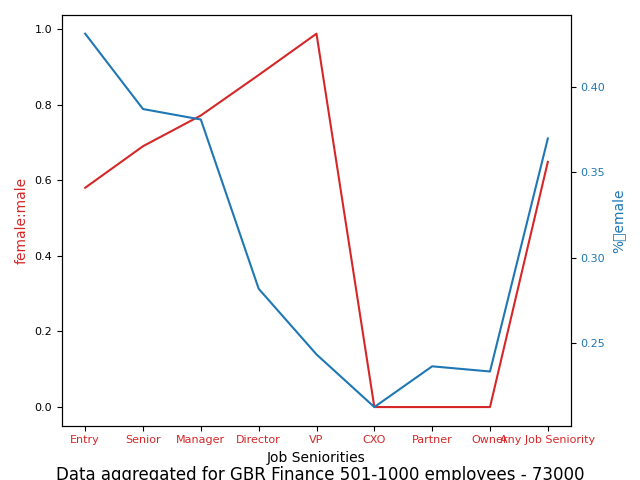 1.0
0.8
0.6
0.4
0.2
0.0
female:male
0.40
0.35
0.30
0.25
%▯emale
Entry Senior Manager Director VP CXO Partner Owner Any Job Seniority
Job Seniorities
Data aggregated for GBR Finance 501-1000 employees - 73000